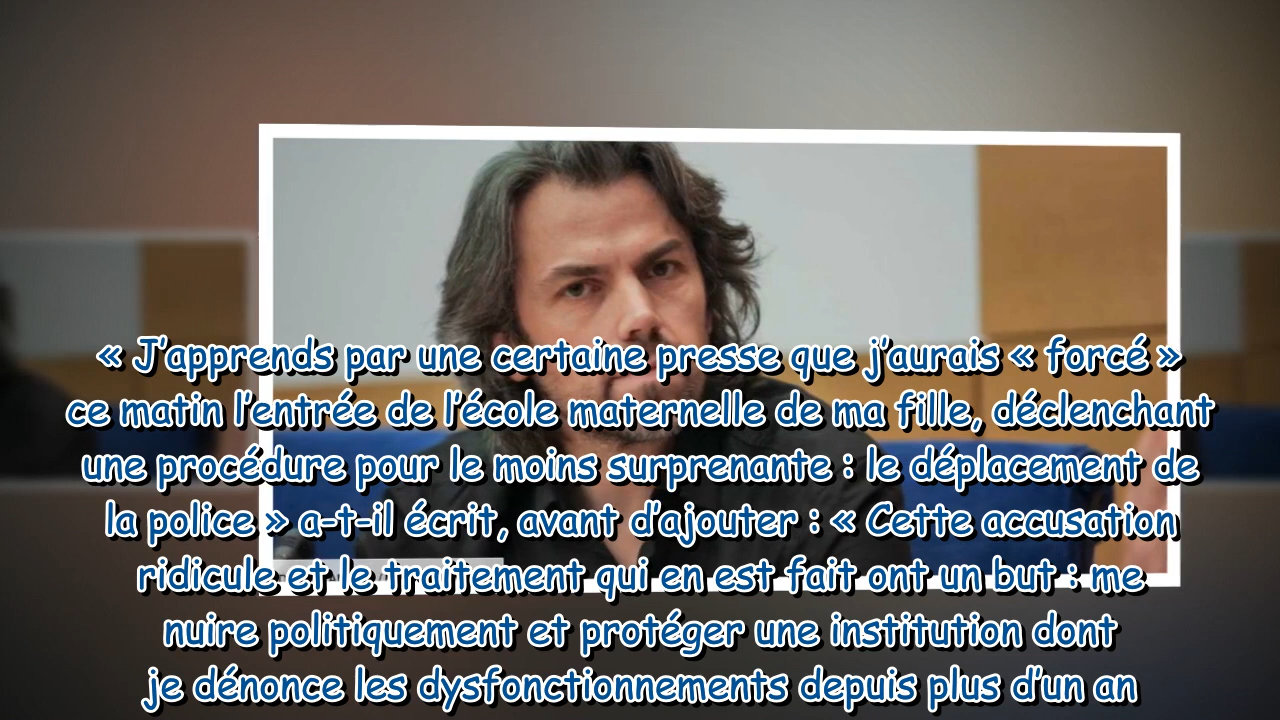 « J’apprends par une certaine presse que j’aurais « forcé »
ce matin l’entrée de l’école maternelle de ma fille, déclenchant
une procédure pour le moins surprenante : le déplacement de
la police » a-t-il écrit, avant d’ajouter : « Cette accusation
ridicule et le traitement qui en est fait ont un but : me
nuire politiquement et protéger une institution dont
je dénonce les dysfonctionnements depuis plus d’un an